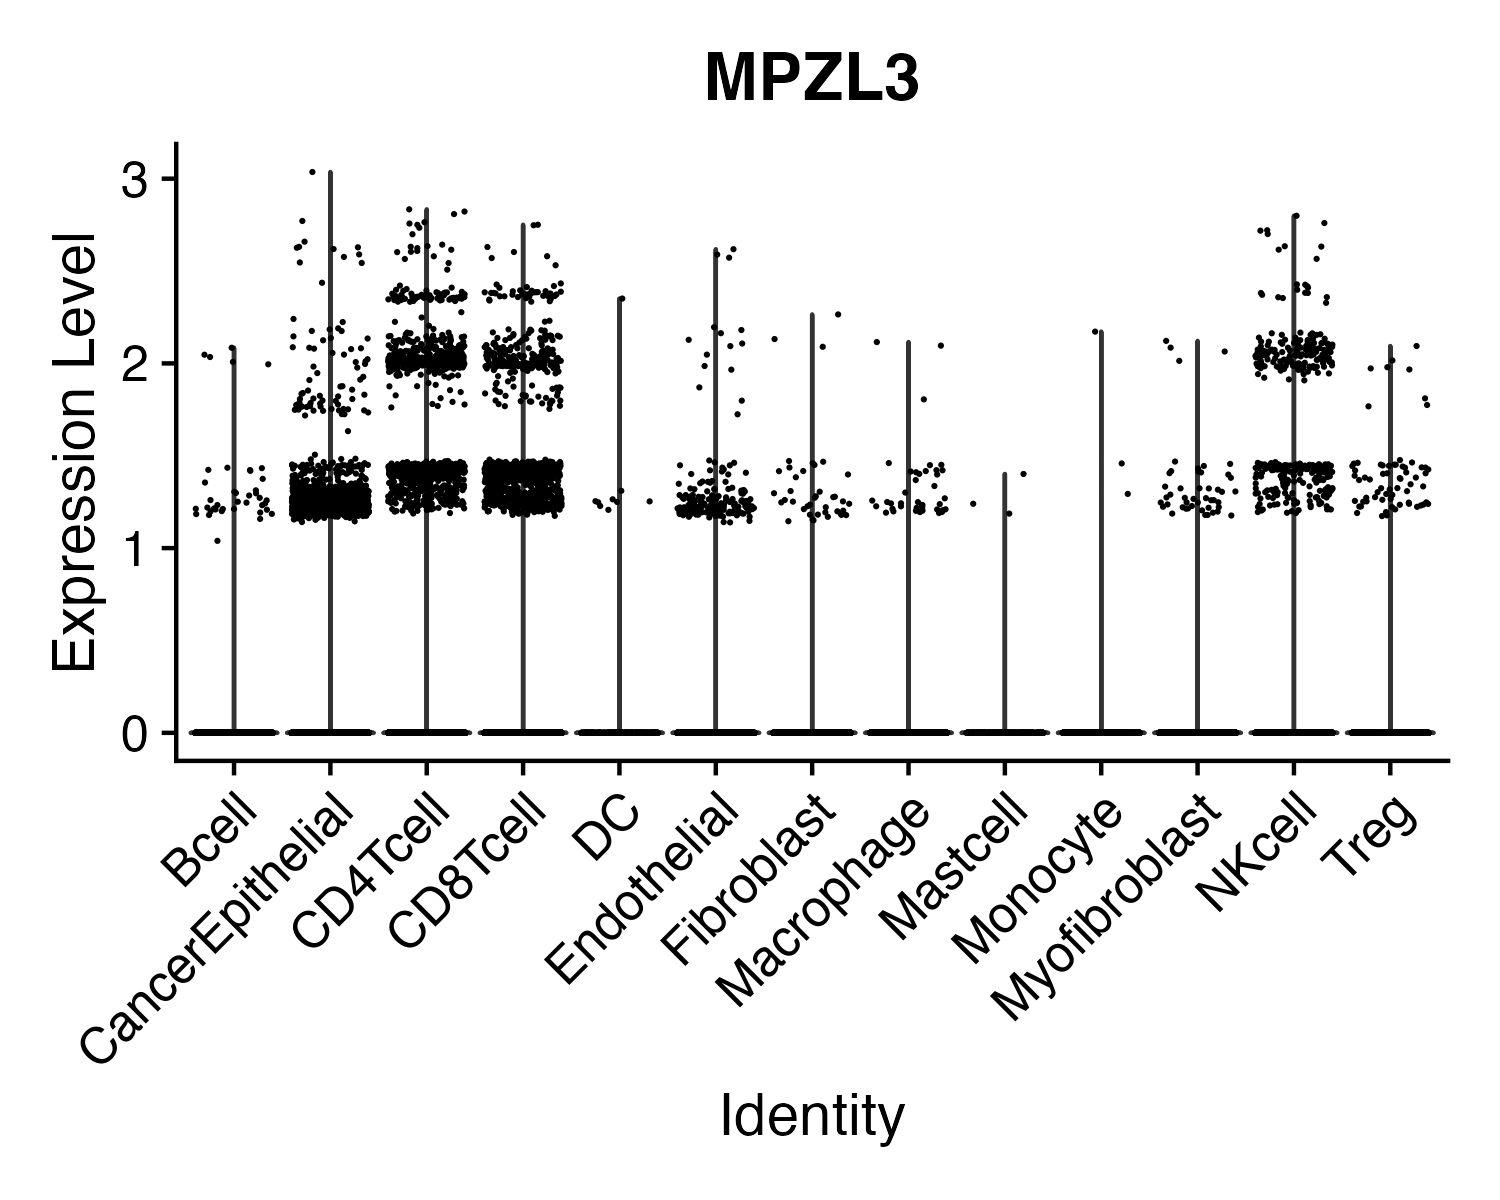 MPZL3
Expression Level
3
2
1
0
Bcell
CancerEpithelial
CD4Tcell
CD8Tcell
DC
Endothelial
Fibroblast
Macrophage
Mastcell
Monocyte
Myofibroblast
NKcell
Treg
Identity